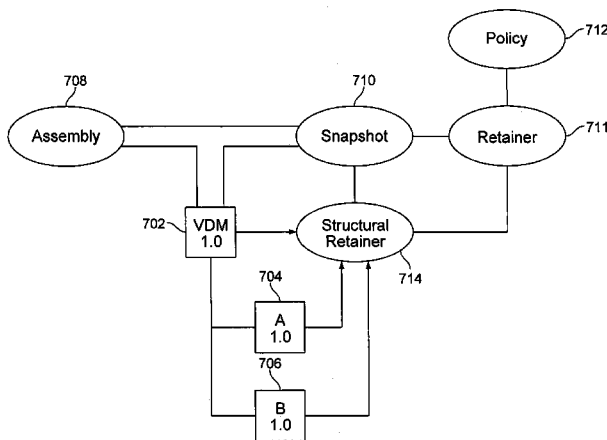 712
Policy
708
710
Assembly
Snapshot
Retainer
711
702
VDM
1.0
Structural
Retainer
714
704
A
1.0
706
B
1.0